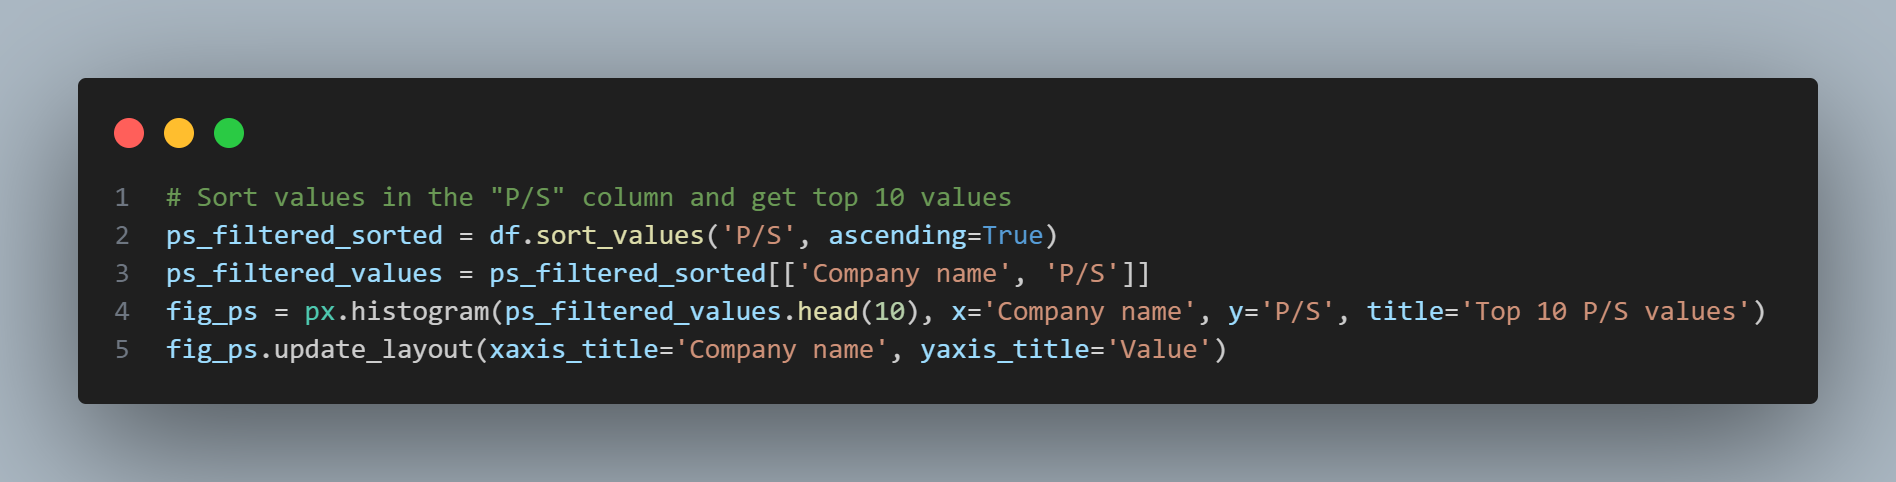 1 # Sort values in the "P/S" column and get top 10 values
2 ps_filtered_sorted = df.sort_values('P/S', ascending=True)
3 ps_filtered_values = ps_filtered_sorted[['Company name', 'P/S']]
4 fig_ps = px.histogram(ps_filtered_values.head(10), x='Company name', y='P/S', title='Top 10 P/S values')
5 fig_ps.update_layout(xaxis_title='Company name', yaxis_title='Value')